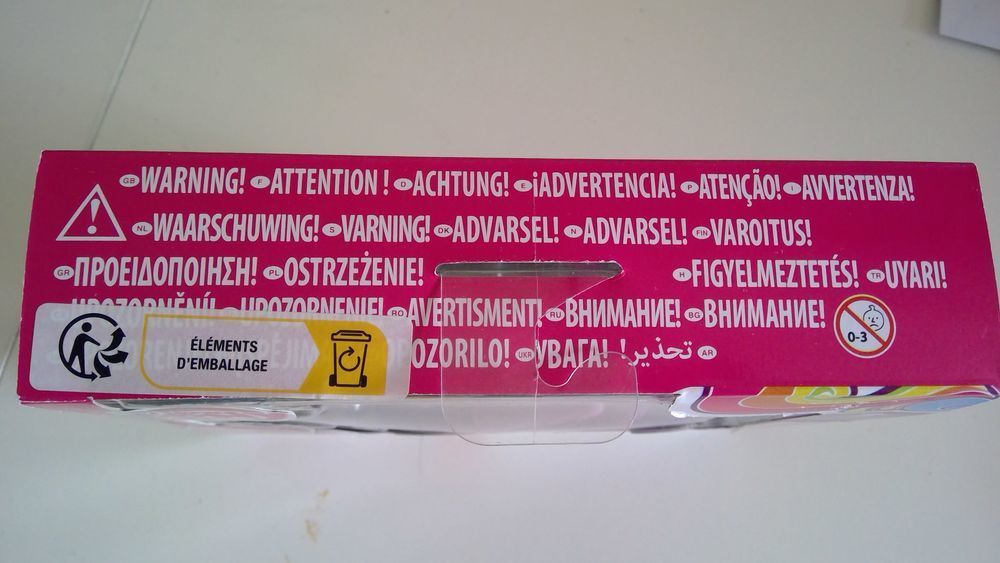 GB WARNING! F ATTENTION ! D ACHTUNG! E ¡ADVERTENCIA! P ATENÇÃO! I AVVERTENZA!
NL WAARSCHUWING! S VARNING! DK ADVARSEL! N ADVARSEL! FIN VAROITUS!
GR ΠΡΟΕΙΔΟΠΟΙΗΣΗ! PL OSTRZEŻENIE! H FIGYELMEZTETÉS! TR UYARI!
UPOZORNĚNÍ! UPOZORNENIE! RO AVERTISMENT! RU ВНИМАНИЕ! BG ВНИМАНИЕ!
OPOZORILO! UKR УВАГА! تحذير! AR
ÉLÉMENTS
D'EMBALLAGE
0-3